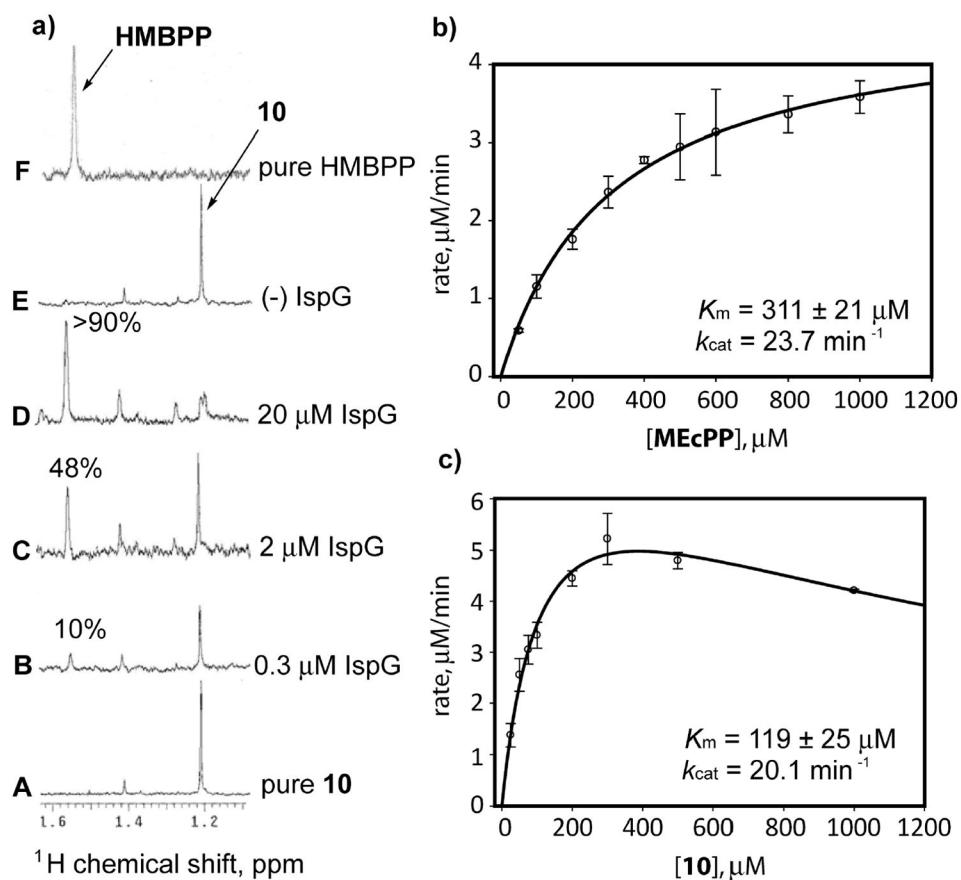 a)
HMBPP
10
F
pure HMBPP
E
(-) IspG
>90%
D
20 μM IspG
48%
C
2 μM IspG
10%
B
0.3 μM IspG
A
pure 10
1.6 1.4 1.2
¹H chemical shift, ppm
b)
4
3
2
1
0
rate, μM/min
Kₘ = 311 ± 21 μM
kcat = 23.7 min⁻¹
0 200 400 600 800 1000 1200
[MEcPP], μM
c)
6
5
4
3
2
1
0
rate, μM/min
Kₘ = 119 ± 25 μM
kcat = 20.1 min⁻¹
0 200 400 600 800 1000 1200
[10], μM